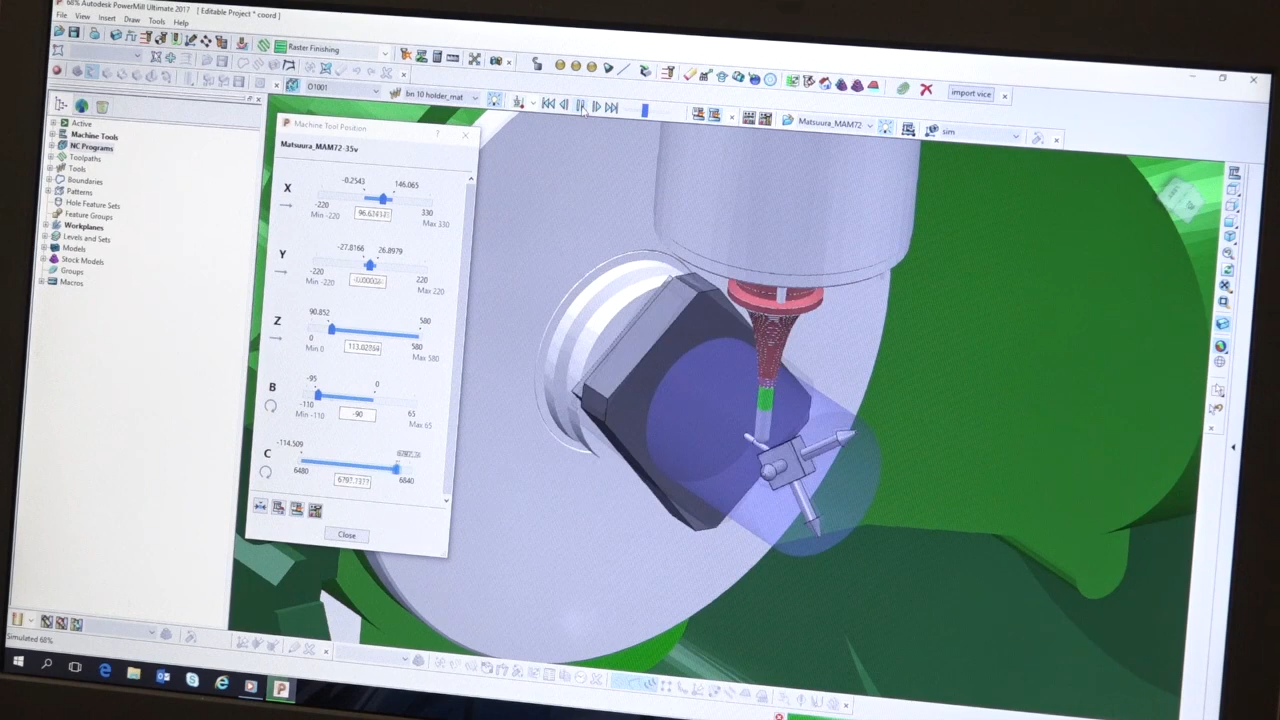 68% Autodesk PowerMill Ultimate 2017 [ Editable Project * coord ]
File View Insert Draw Tools Help
Raster Finishing
O1001
bn 10 holder_mat
import vice
Matsuura_MAM72-
sim
Active
Machine Tools
NC Programs
Toolpaths
Tools
Boundaries
Patterns
Hole Feature Sets
Feature Groups
Workplanes
Levels and Sets
Models
Stock Models
Groups
Macros
Machine Tool Position
Matsuura_MAM72-35v
X
-0.2543 146.065
-220 330
Min -220 Max 330
Y
-27.8166 26.8979
-220 220
Min -220 Max 220
Z
90.852 580
0 580
Min 0 Max 580
113.02864
B
-95 0
-110 65
Min -110 Max 65
-90
C
-114.509
6480 6840
Close
Simulated 68%